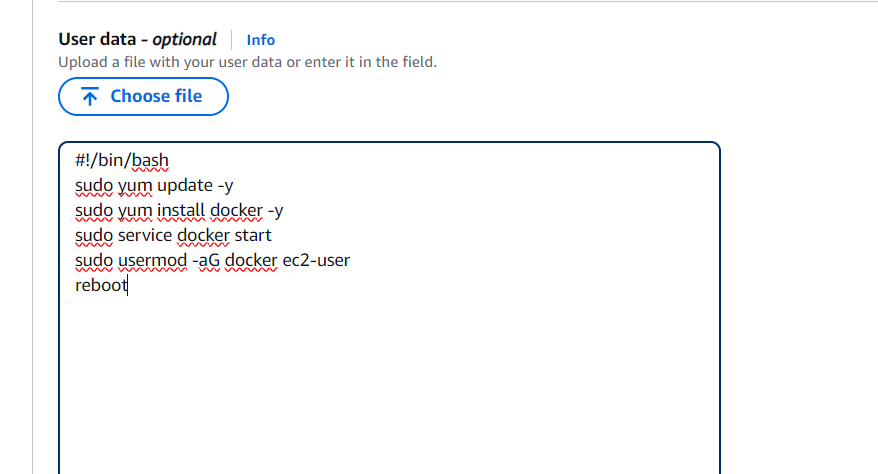 User data - optional
Info
Upload a file with your user data or enter it in the field.
Choose file
#!/bin/bash
sudo yum update -y
sudo yum install docker -y
sudo service docker start
sudo usermod -aG docker ec2-user
reboot